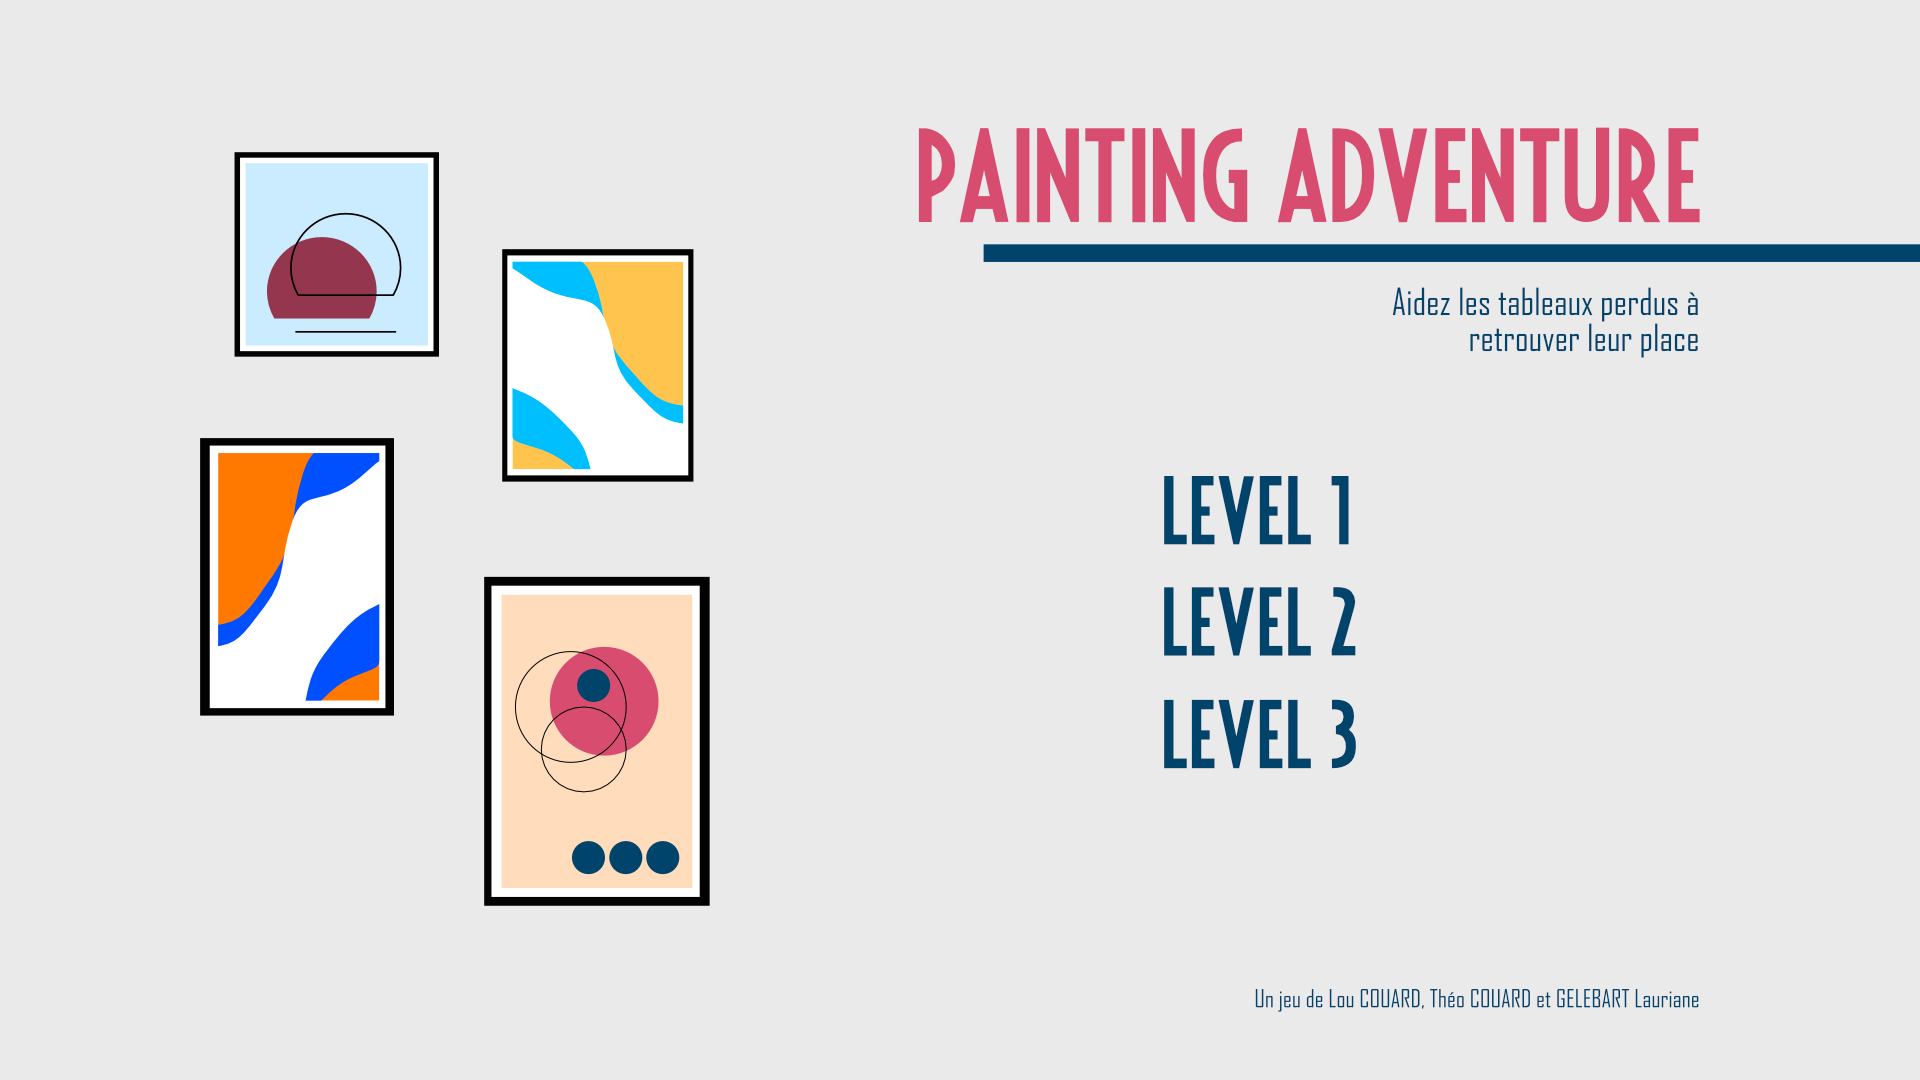 PAINTING ADVENTURE
Aidez les tableaux perdus à
retrouver leur place
LEVEL 1
LEVEL 2
LEVEL 3
Un jeu de Lou COUARD, Théo COUARD et GELEBART Lauriane